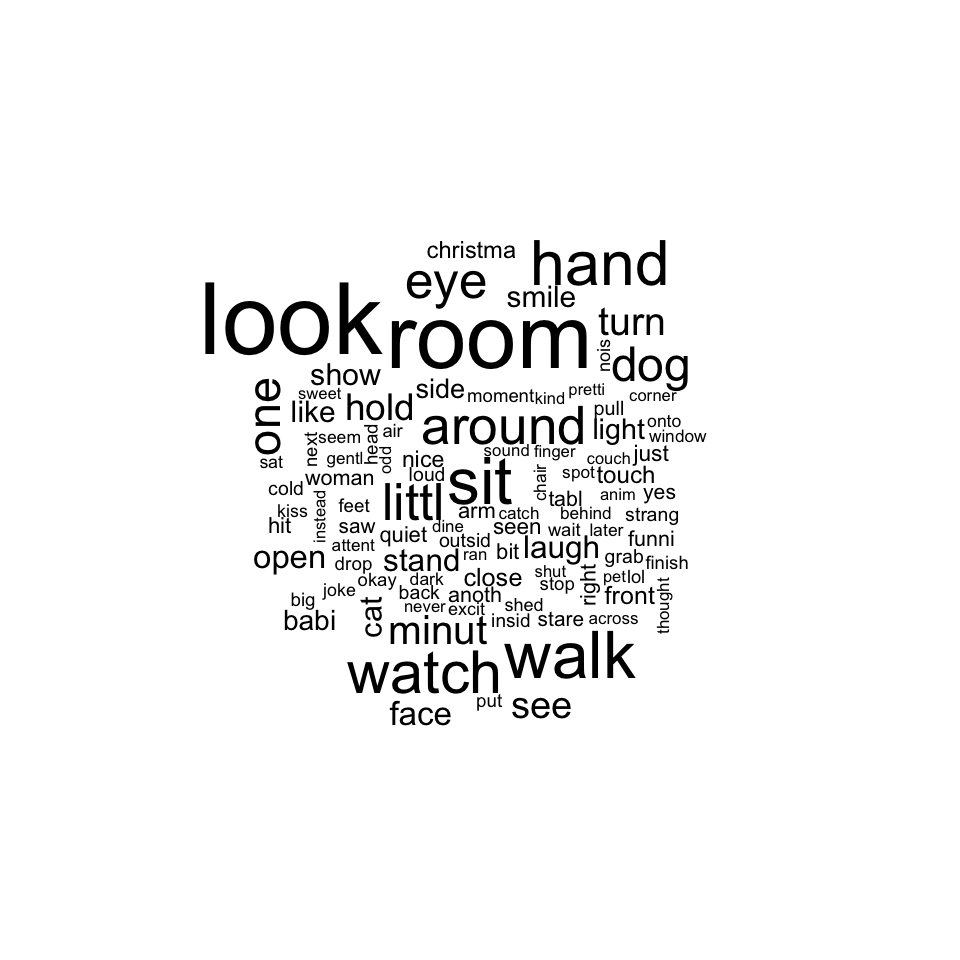 christma
hand
eye
smile
look
room
turn
nois
dog
show
side
one
sweet
like
hold
moment
kind
pretti
corner
pull
around
light
onto
window
next
seem
head
air
odd
sat
gentl
nice
sound
finger
couch
just
woman
loud
sit
chair
spot
touch
cold
littl
tabl
anim
yes
kiss
instead
feet
arm
catch
behind
strang
hit
saw
quiet
dine
seen
wait
later
funni
attent
outsid
open
drop
stand
ran
bit
laugh
grab
finish
okay
dark
close
shut
stop
right
pet
lol
joke
back
anoth
front
thought
big
cat
never
excit
shed
babi
minut
insid
stare
across
watch
walk
face
put
see